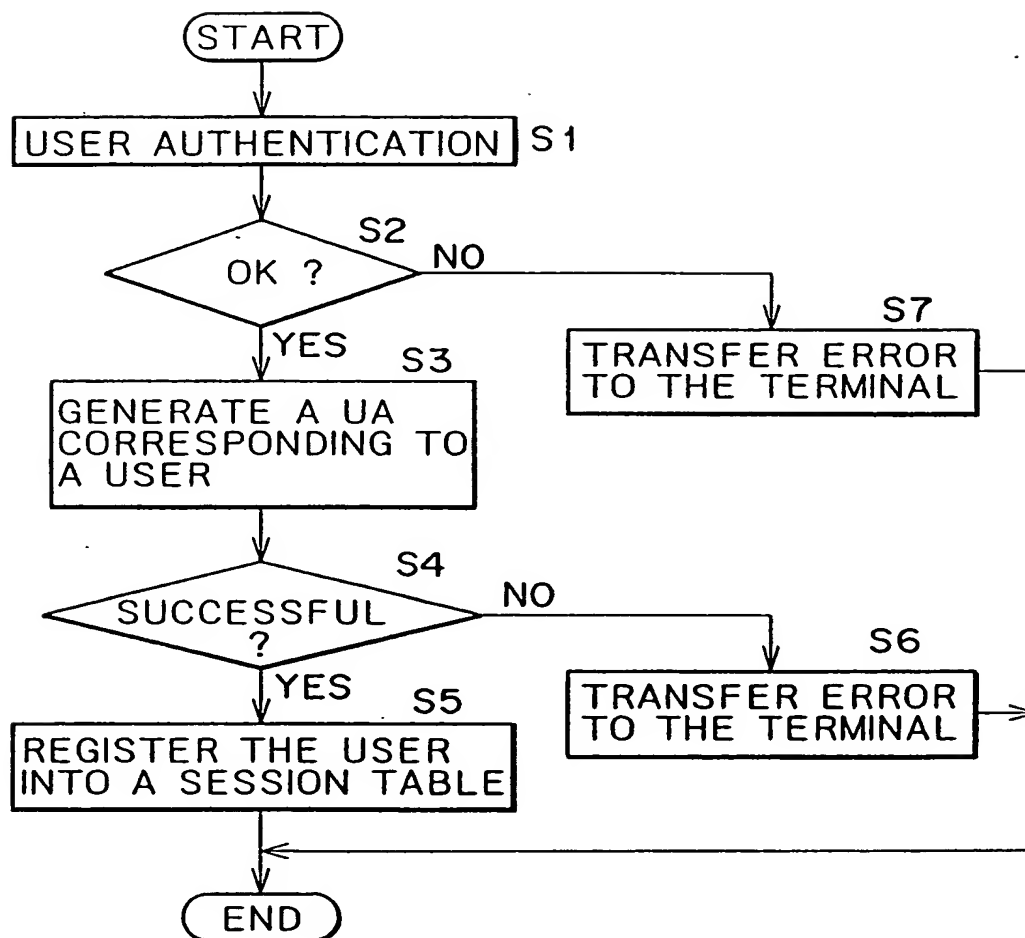 START
USER AUTHENTICATION
S1
S2
OK ?
NO
YES
S7
TRANSFER ERROR
TO THE TERMINAL
S3
GENERATE A UA
CORRESPONDING TO
A USER
S4
SUCCESSFUL
?
NO
YES
S6
TRANSFER ERROR
TO THE TERMINAL
S5
REGISTER THE USER
INTO A SESSION TABLE
END